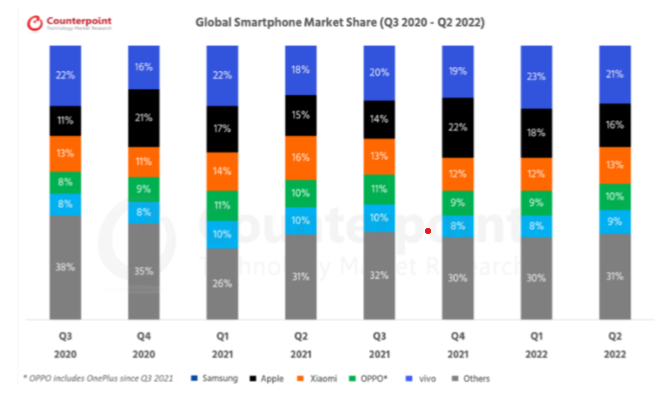 Counterpoint
Technology Market Research
Global Smartphone Market Share (Q3 2020 - Q2 2022)
22% 16% 22% 18% 20% 19% 23% 21%
11% 21% 17% 15% 14% 22% 18% 16%
13% 11% 14% 16% 13% 12% 12% 13%
8% 9% 11% 10% 11% 9% 9% 10%
8% 8% 10% 10% 10% 8% 8% 9%
38% 35% 26% 31% 32% 30% 30% 31%
Counterpoint
Technology Market Research
Q3 Q4 Q1 Q2 Q3 Q4 Q1 Q2
2020 2020 2021 2021 2021 2021 2022 2022
* OPPO includes OnePlus since Q3 2021 Samsung Apple Xiaomi OPPO* vivo Others